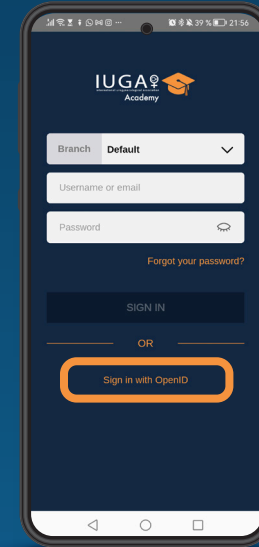 39 % 21:56
IUGA
Academy
Branch Default
Username or email
Password
Forgot your password?
SIGN IN
OR
Sign in with OpenID